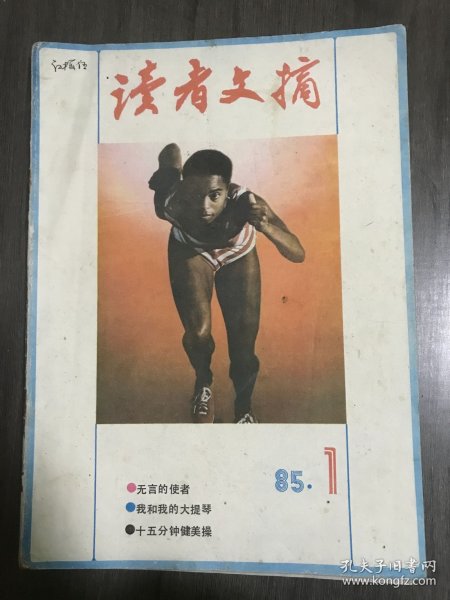 读者文摘
85.1
●无言的使者
●我和我的大提琴
●十五分钟健美操
孔夫子旧书网
www.kongfz.com